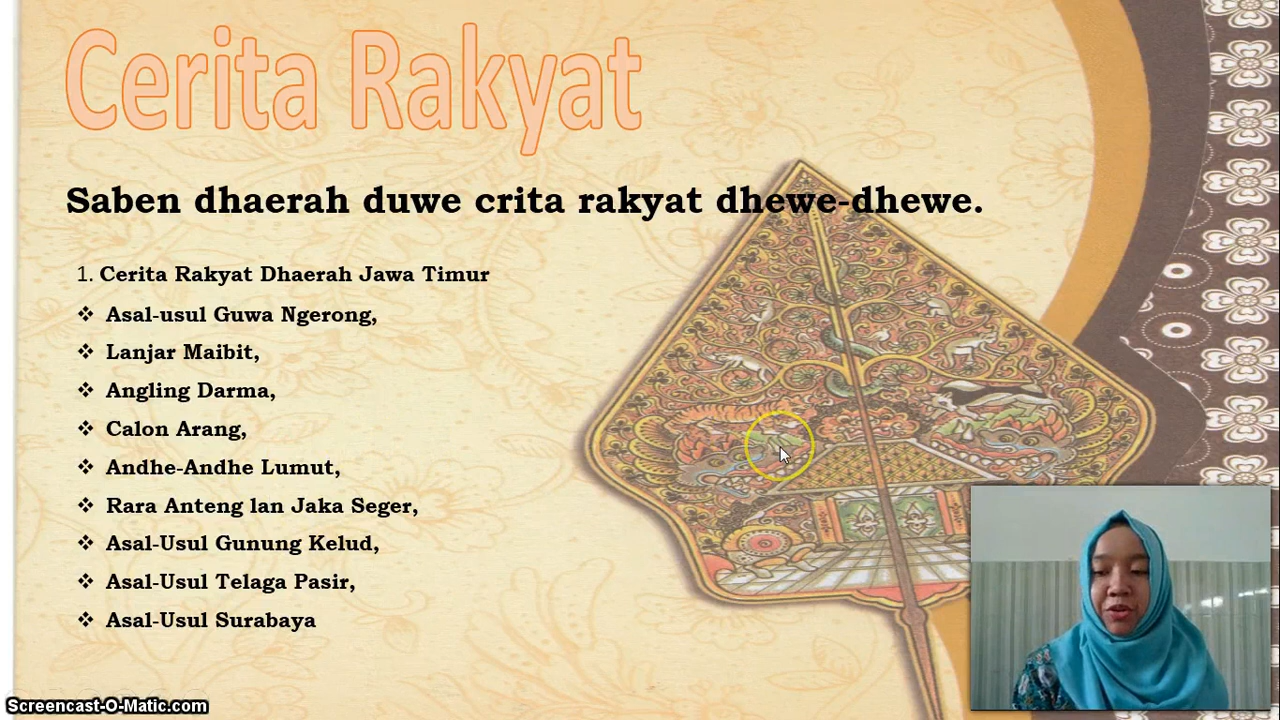 Cerita Rakyat
Saben dhaerah duwe crita rakyat dhewe-dhewe.
1. Cerita Rakyat Dhaerah Jawa Timur
❖ Asal-usul Guwa Ngerong,
❖ Lanjar Maibit,
❖ Angling Darma,
❖ Calon Arang,
❖ Andhe-Andhe Lumut,
❖ Rara Anteng lan Jaka Seger,
❖ Asal-Usul Gunung Kelud,
❖ Asal-Usul Telaga Pasir,
❖ Asal-Usul Surabaya
Screencast-O-Matic.com